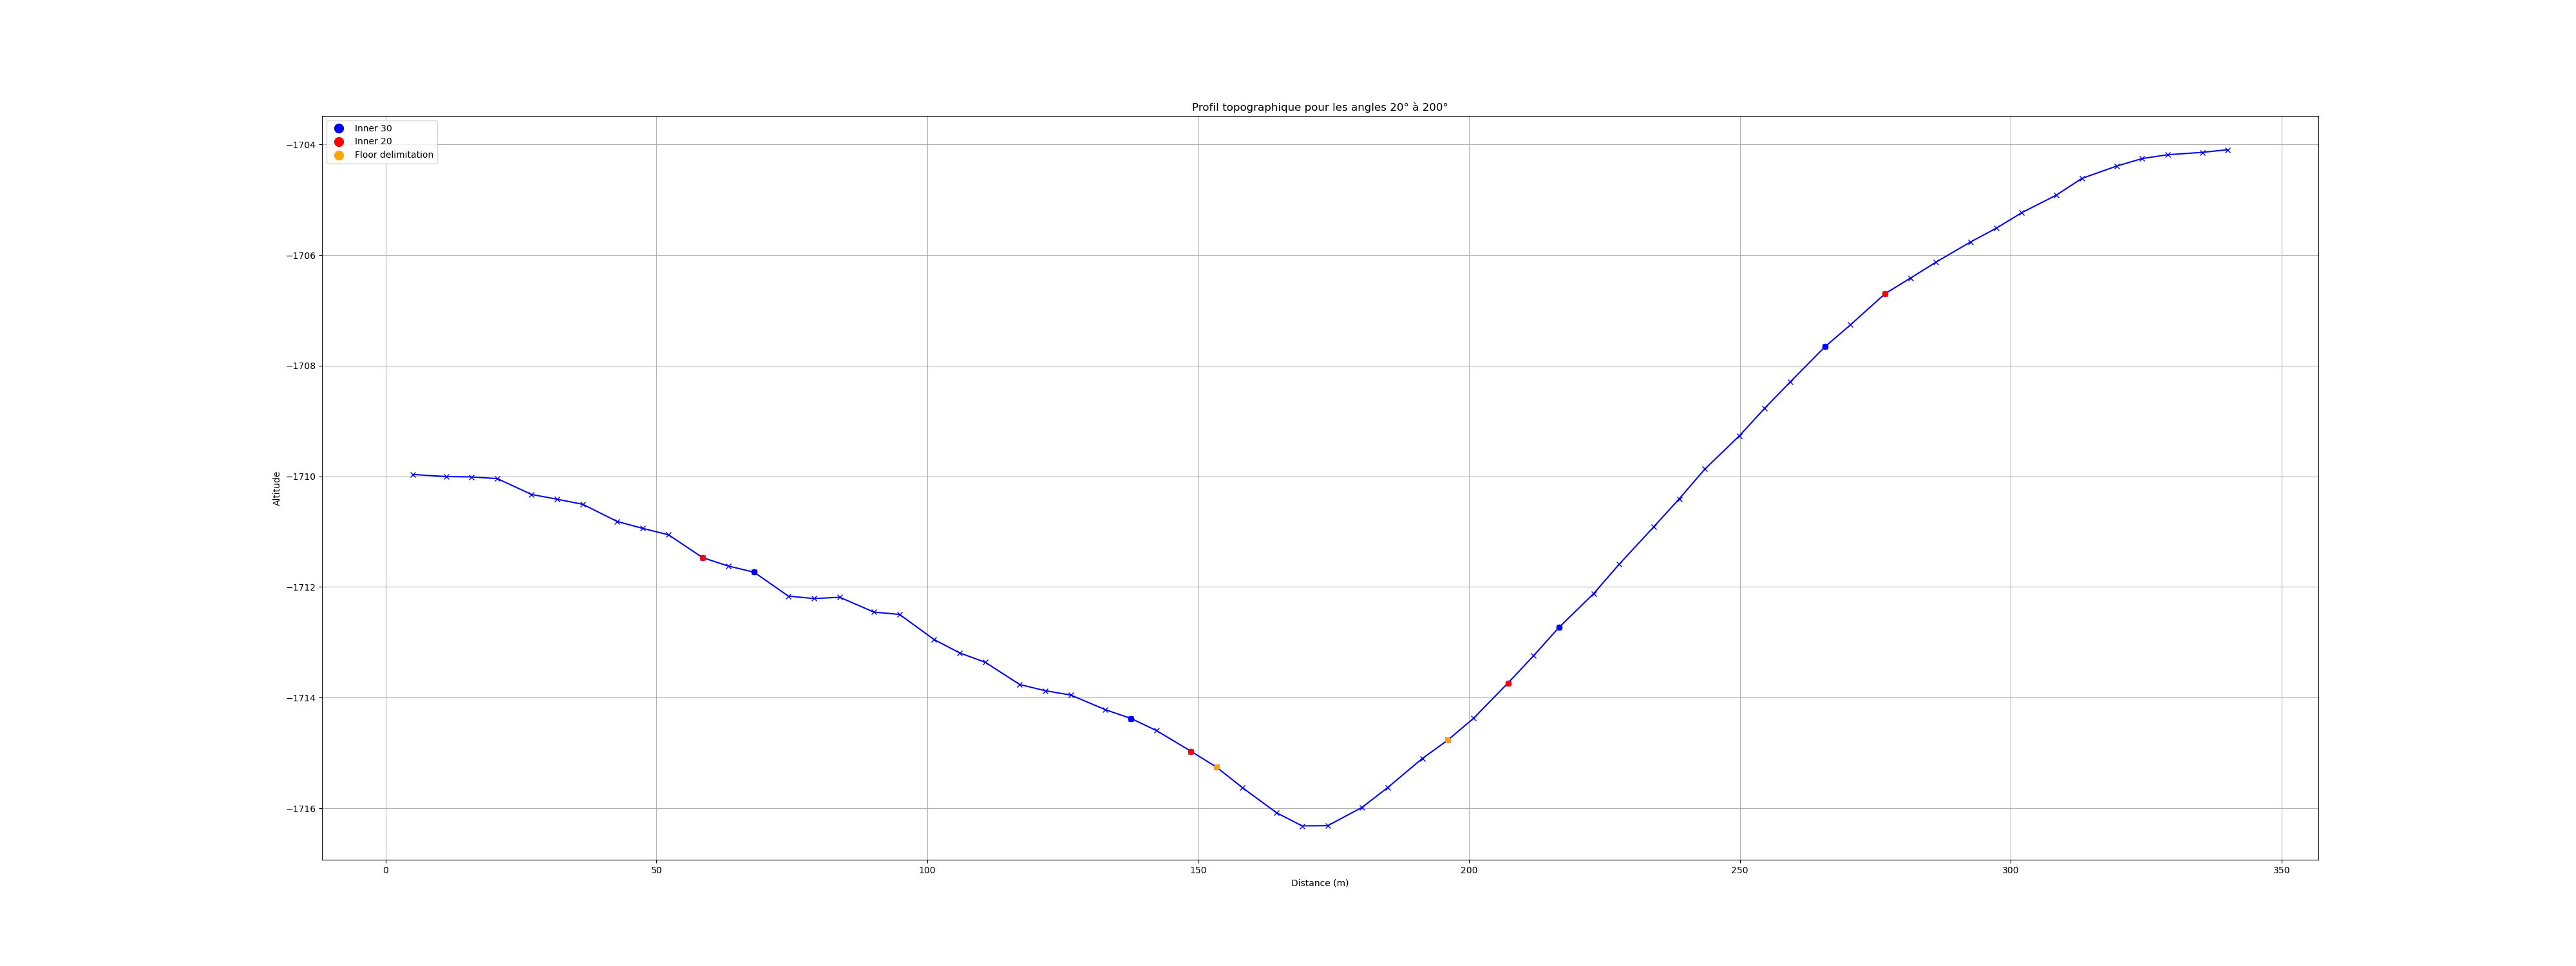 Profil topographique pour les angles 20° à 200°
Inner 30
Inner 20
Floor delimitation
−1704
−1706
−1708
−1710
−1712
−1714
−1716
Altitude
0 50 100 150 200 250 300 350
Distance (m)